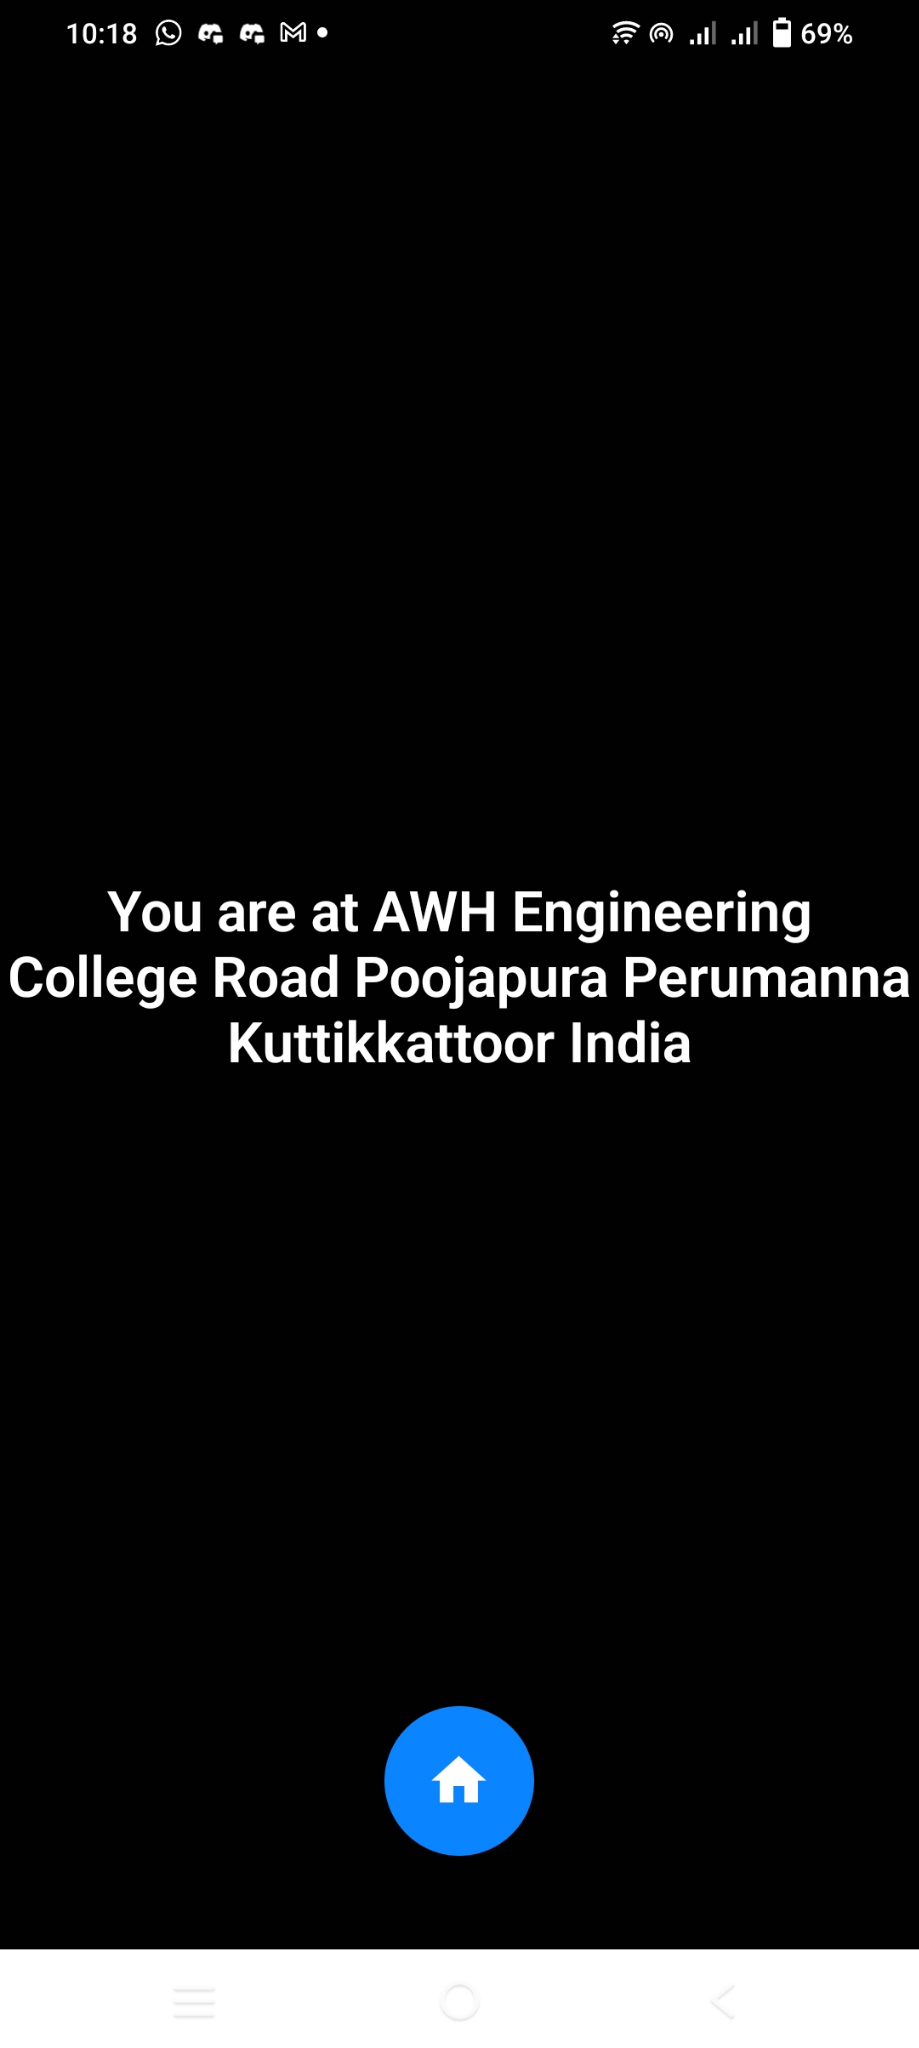 10:18 69%
You are at AWH Engineering
College Road Poojapura Perumanna
Kuttikkattoor India